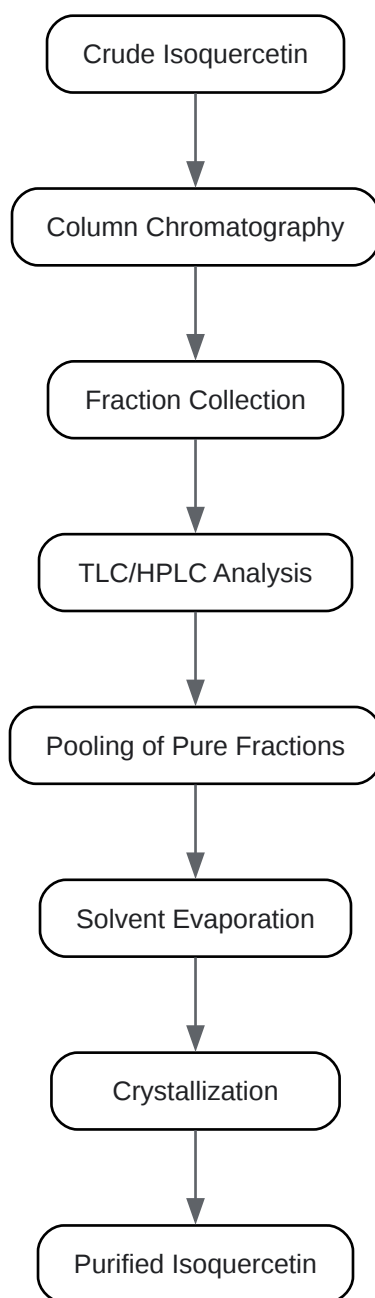 Crude Isoquercetin
Column Chromatography
Fraction Collection
TLC/HPLC Analysis
Pooling of Pure Fractions
Solvent Evaporation
Crystallization
Purified Isoquercetin